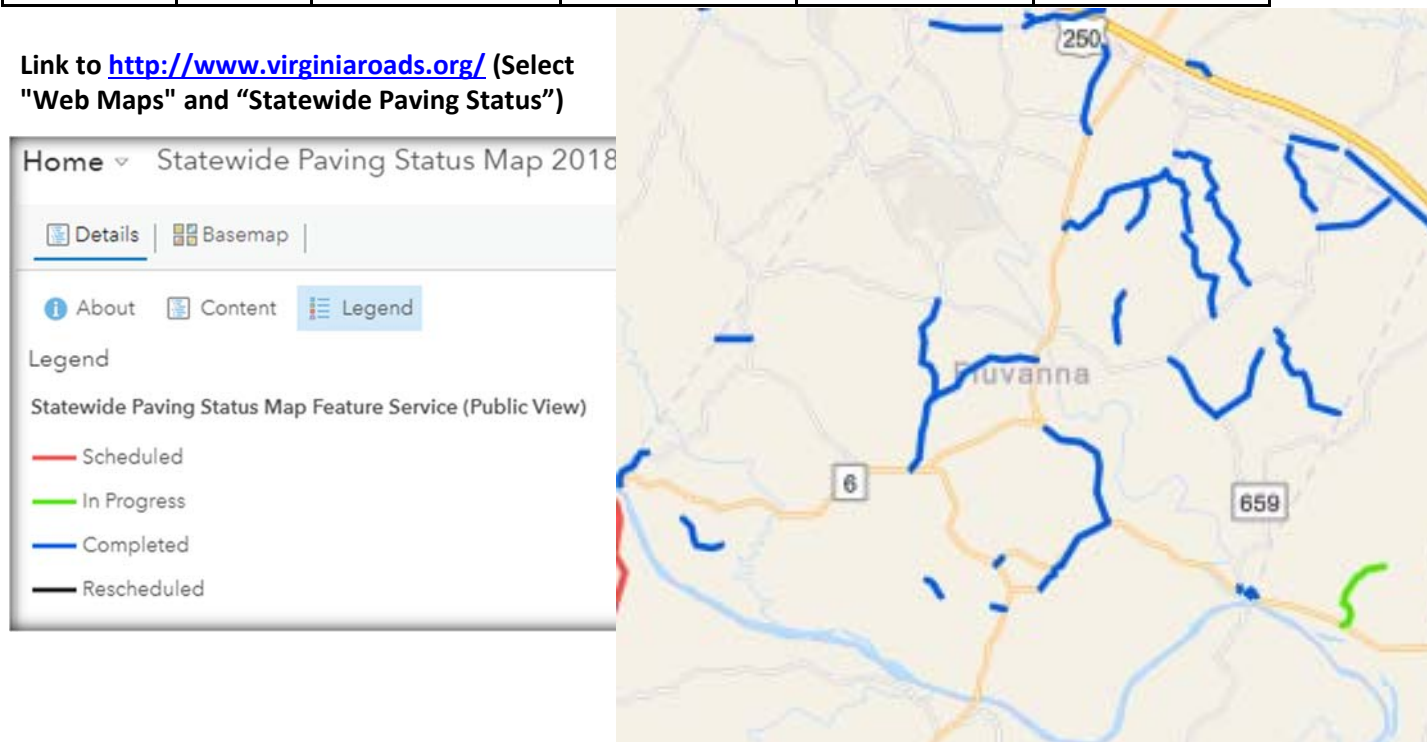 Link to http://www.virginiaroads.org/ (Select
"Web Maps" and “Statewide Paving Status”)
Home Statewide Paving Status Map 2018
Details Basemap
About Content Legend
Legend
Statewide Paving Status Map Feature Service (Public View)
Scheduled
In Progress
Completed
Rescheduled
250
Fluvanna
6
659